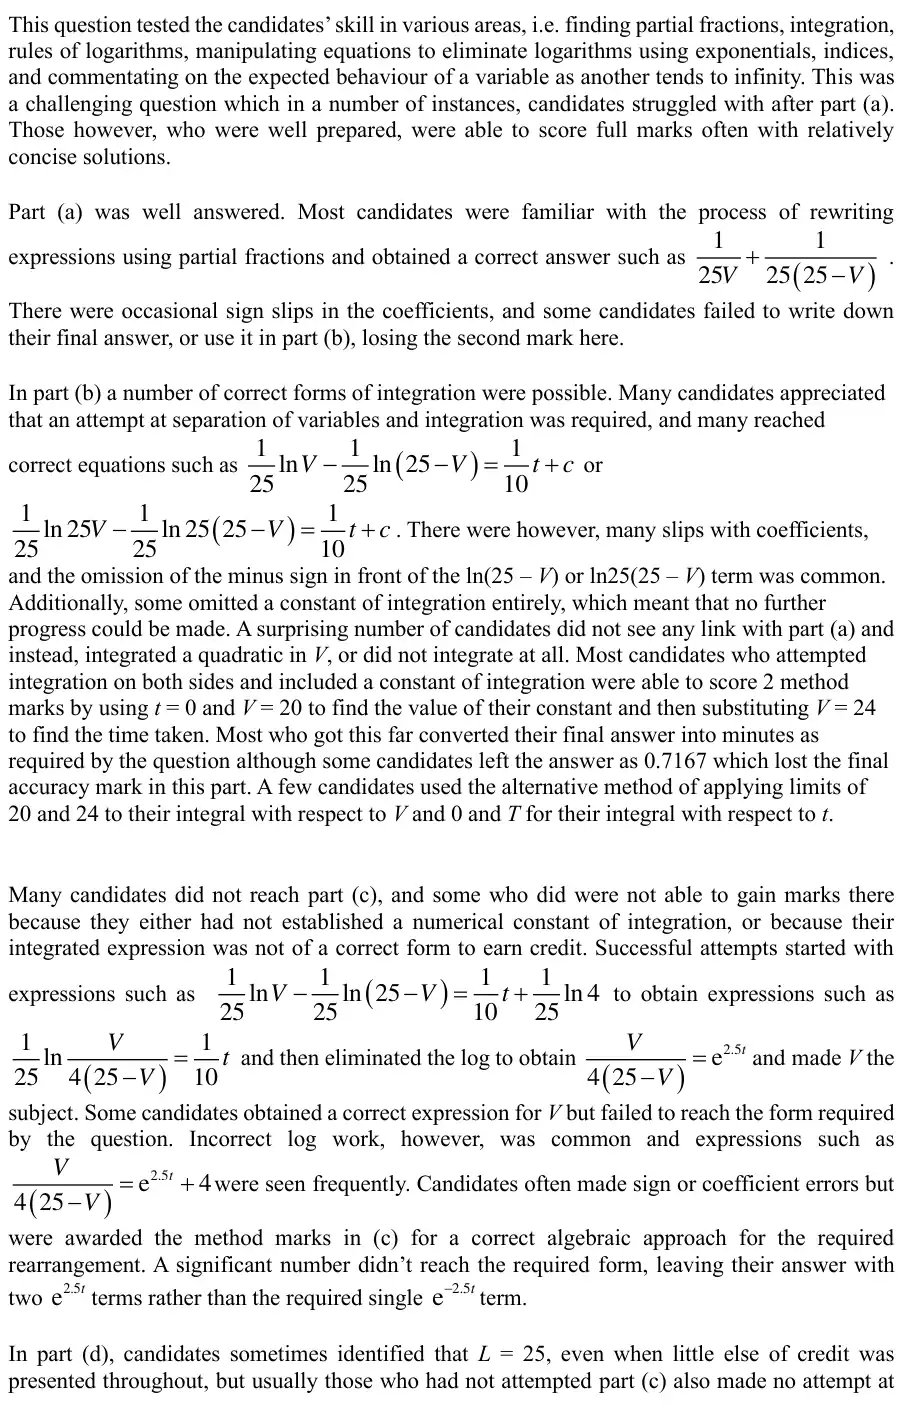 This question tested the candidates' skill in various areas, i.e. finding partial fractions, integration,
rules of logarithms, manipulating equations to eliminate logarithms using exponentials, indices,
and commentating on the expected behaviour of a variable as another tends to infinity. This was
a challenging question which in a number of instances, candidates struggled with after part (a).
Those however, who were well prepared, were able to score full marks often with relatively
concise solutions.
Part (a) was well answered. Most candidates were familiar with the process of rewriting
expressions using partial fractions and obtained a correct answer such as 1/(25V) + 1/(25(25 − V)) .
There were occasional sign slips in the coefficients, and some candidates failed to write down
their final answer, or use it in part (b), losing the second mark here.
In part (b) a number of correct forms of integration were possible. Many candidates appreciated
that an attempt at separation of variables and integration was required, and many reached
correct equations such as 1/25 ln V − 1/25 ln(25 − V) = 1/10 t + c or
1/25 ln 25V − 1/25 ln 25(25 − V) = 1/10 t + c . There were however, many slips with coefficients,
and the omission of the minus sign in front of the ln(25 – V) or ln25(25 – V) term was common.
Additionally, some omitted a constant of integration entirely, which meant that no further
progress could be made. A surprising number of candidates did not see any link with part (a) and
instead, integrated a quadratic in V, or did not integrate at all. Most candidates who attempted
integration on both sides and included a constant of integration were able to score 2 method
marks by using t = 0 and V = 20 to find the value of their constant and then substituting V = 24
to find the time taken. Most who got this far converted their final answer into minutes as
required by the question although some candidates left the answer as 0.7167 which lost the final
accuracy mark in this part. A few candidates used the alternative method of applying limits of
20 and 24 to their integral with respect to V and 0 and T for their integral with respect to t.
Many candidates did not reach part (c), and some who did were not able to gain marks there
because they either had not established a numerical constant of integration, or because their
integrated expression was not of a correct form to earn credit. Successful attempts started with
expressions such as 1/25 ln V − 1/25 ln(25 − V) = 1/10 t + 1/25 ln 4 to obtain expressions such as
1/25 ln V/(4(25 − V)) = 1/10 t and then eliminated the log to obtain V/(4(25 − V)) = e^(2.5t) and made V the
subject. Some candidates obtained a correct expression for V but failed to reach the form required
by the question. Incorrect log work, however, was common and expressions such as
V/(4(25 − V)) = e^(2.5t) + 4 were seen frequently. Candidates often made sign or coefficient errors but
were awarded the method marks in (c) for a correct algebraic approach for the required
rearrangement. A significant number didn't reach the required form, leaving their answer with
two e^(2.5t) terms rather than the required single e^(−2.5t) term.
In part (d), candidates sometimes identified that L = 25, even when little else of credit was
presented throughout, but usually those who had not attempted part (c) also made no attempt at